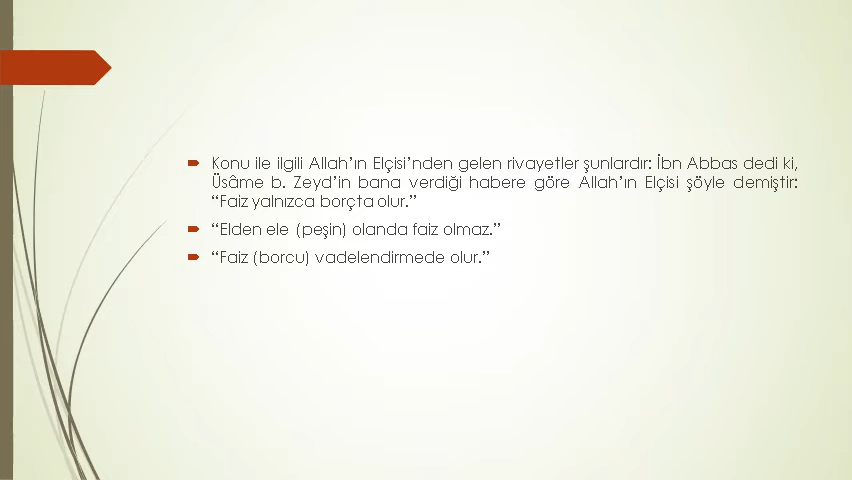 Konu ile ilgili Allah’ın Elçisi’nden gelen rivayetler şunlardır: İbn Abbas dedi ki,
Üsâme b. Zeyd’in bana verdiği habere göre Allah’ın Elçisi şöyle demiştir:
“Faiz yalnızca borçta olur.”
“Elden ele (peşin) olanda faiz olmaz.”
“Faiz (borcu) vadelendirmede olur.”